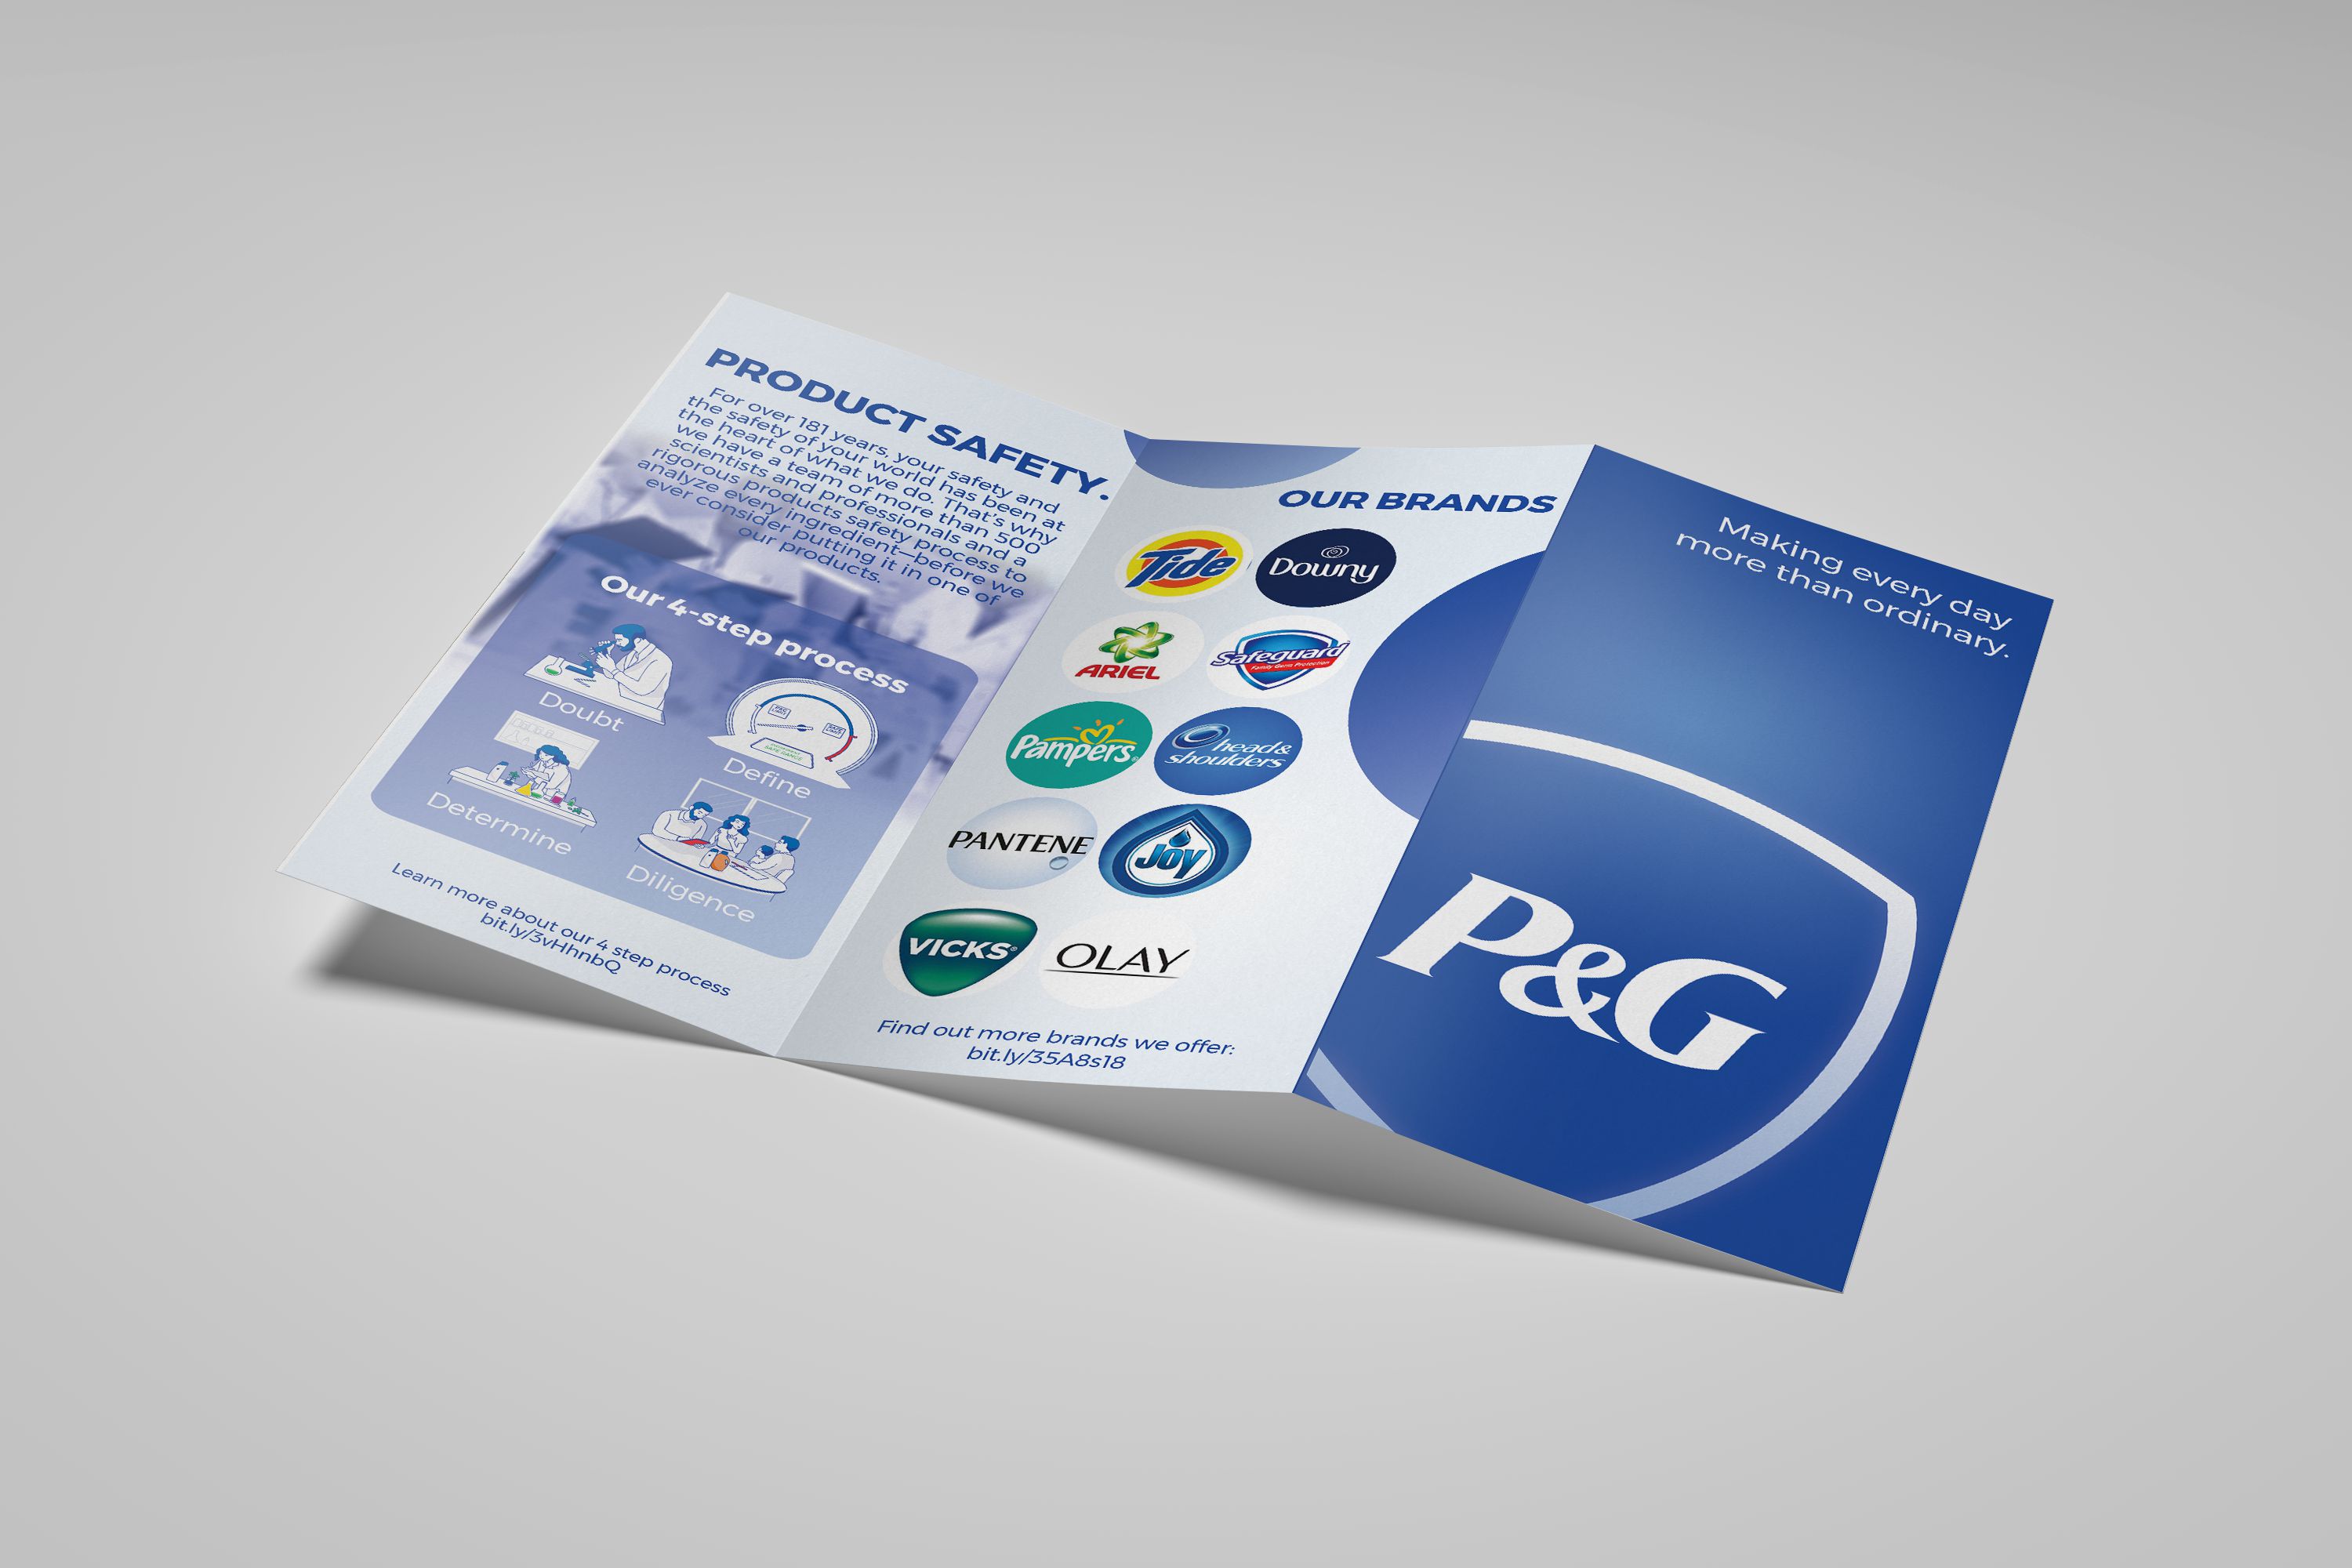 PRODUCT SAFETY.
For over 181 years, your safety and
the safety of your world has been at
the heart of what we do. That's why
we have a team of more than 500
scientists and professionals and a
rigorous products safety process to
analyze every ingredient—before we
ever consider putting it in one of
our products.
Our 4-step process
Doubt
Define
Determine
Diligence
Learn more about our 4 step process
bit.ly/3vHhnbQ
OUR BRANDS
Tide
Downy
ARIEL
Safeguard
Family Germ Protection
Pampers
head&
shoulders
PANTENE
JOY
VICKS
OLAY
Find out more brands we offer:
bit.ly/35A8s18
Making every day
more than ordinary.
P&G